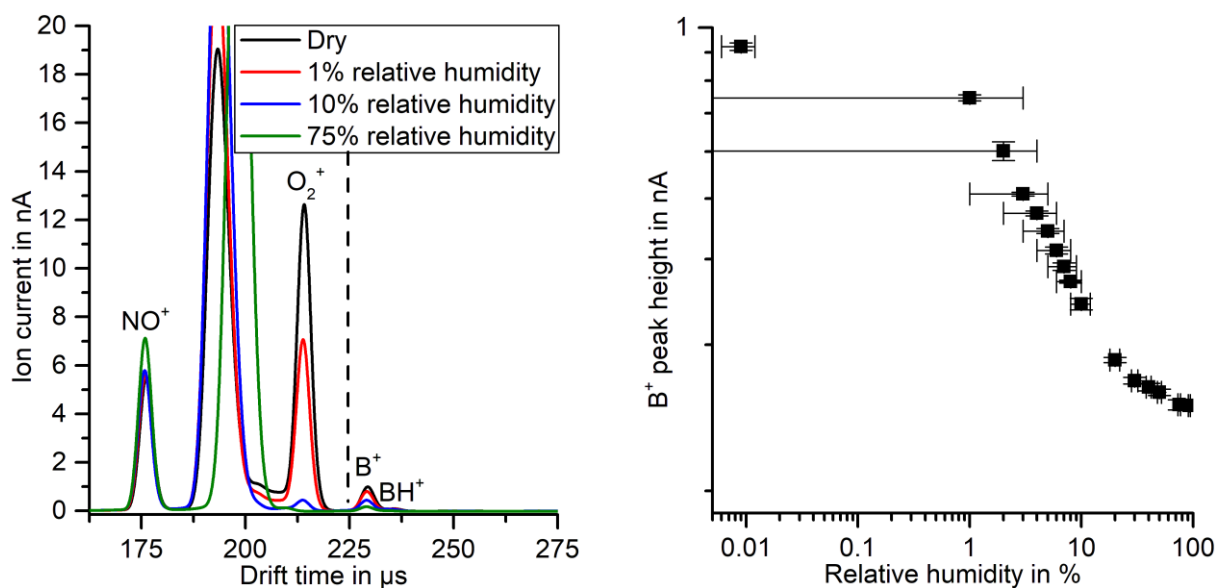 20
18
16
14
12
10
8
6
4
2
0
Ion current in nA
Dry
1% relative humidity
10% relative humidity
75% relative humidity
NO⁺
O₂⁺
B⁺
BH⁺
175 200 225 250 275
Drift time in µs
1
B⁺ peak height in nA
0.01 0.1 1 10 100
Relative humidity in %